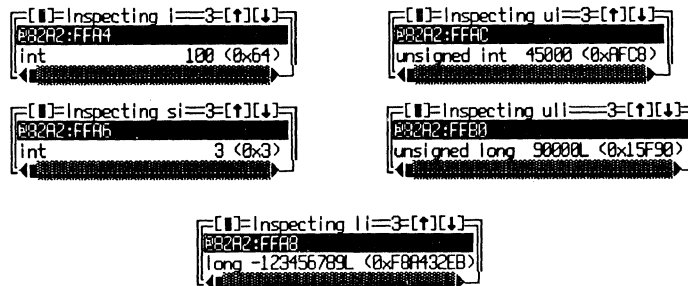 [■]=Inspecting i=3=[↑][↓]
@82A2:FFA4
int 100 (0x64)
[■]=Inspecting ui=3=[↑][↓]
@82A2:FFAC
unsigned int 45000 (0xAFC8)
[■]=Inspecting si=3=[↑][↓]
@82A2:FFA6
int 3 (0x3)
[■]=Inspecting uli=3=[↑][↓]
@82A2:FFB0
unsigned long 90000L (0x15F90)
[■]=Inspecting li=3=[↑][↓]
@82A2:FFA8
long -123456789L (0xF8A432EB)